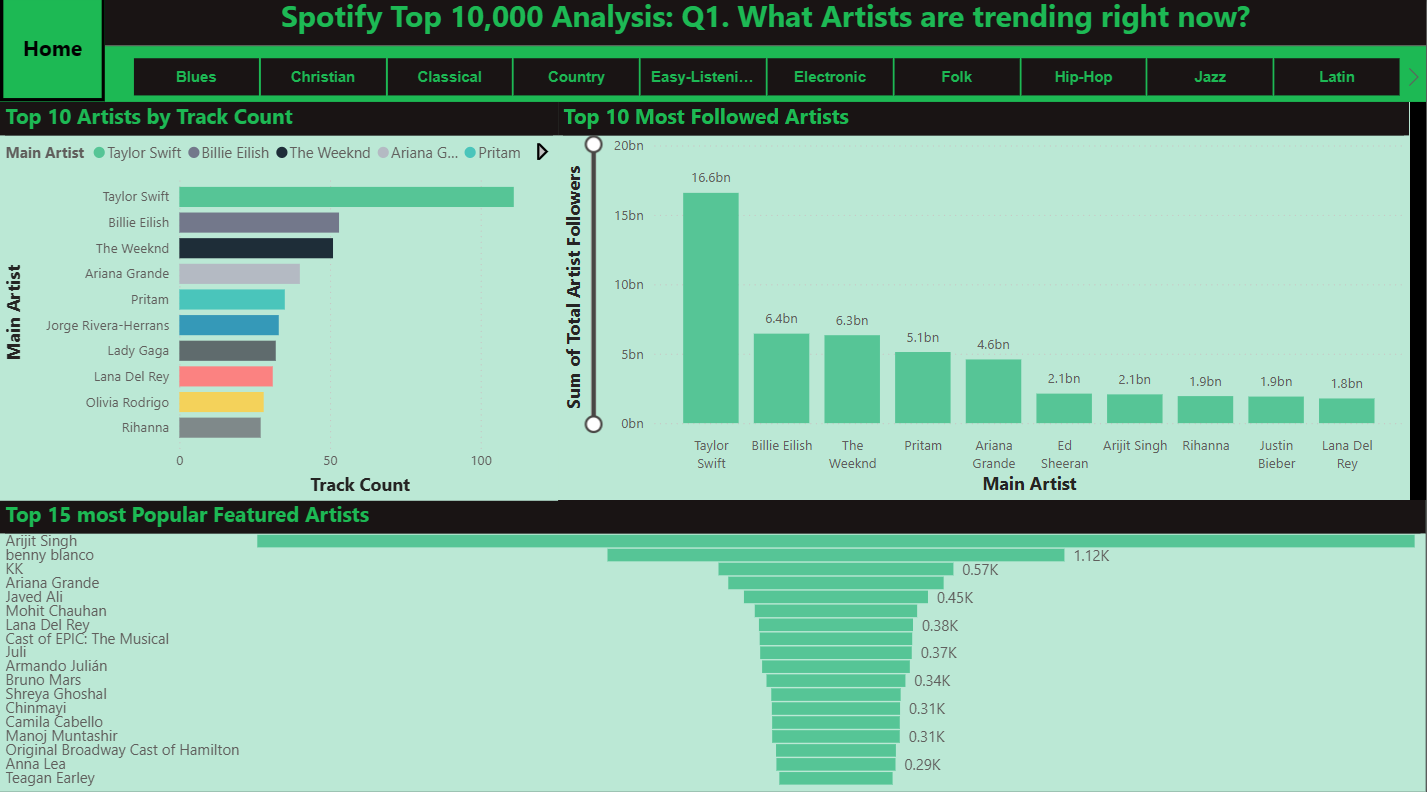 Home
Spotify Top 10,000 Analysis: Q1. What Artists are trending right now?
Blues Christian Classical Country Easy-Listeni... Electronic Folk Hip-Hop Jazz Latin
Top 10 Artists by Track Count
Main Artist Taylor Swift Billie Eilish The Weeknd Ariana G... Pritam
Main Artist
Taylor Swift
Billie Eilish
The Weeknd
Ariana Grande
Pritam
Jorge Rivera-Herrans
Lady Gaga
Lana Del Rey
Olivia Rodrigo
Rihanna
0 50 100
Track Count
Top 10 Most Followed Artists
Sum of Total Artist Followers
20bn
15bn
10bn
5bn
0bn
16.6bn
6.4bn
6.3bn
5.1bn
4.6bn
2.1bn
2.1bn
1.9bn
1.9bn
1.8bn
Taylor Swift
Billie Eilish
The Weeknd
Pritam
Ariana Grande
Ed Sheeran
Arijit Singh
Rihanna
Justin Bieber
Lana Del Rey
Main Artist
Top 15 most Popular Featured Artists
Arijit Singh
benny blanco 1.12K
KK 0.57K
Ariana Grande
Javed Ali 0.45K
Mohit Chauhan
Lana Del Rey 0.38K
Cast of EPIC: The Musical
Juli 0.37K
Armando Julián
Bruno Mars 0.34K
Shreya Ghoshal
Chinmayi 0.31K
Camila Cabello
Manoj Muntashir 0.31K
Original Broadway Cast of Hamilton
Anna Lea 0.29K
Teagan Earley